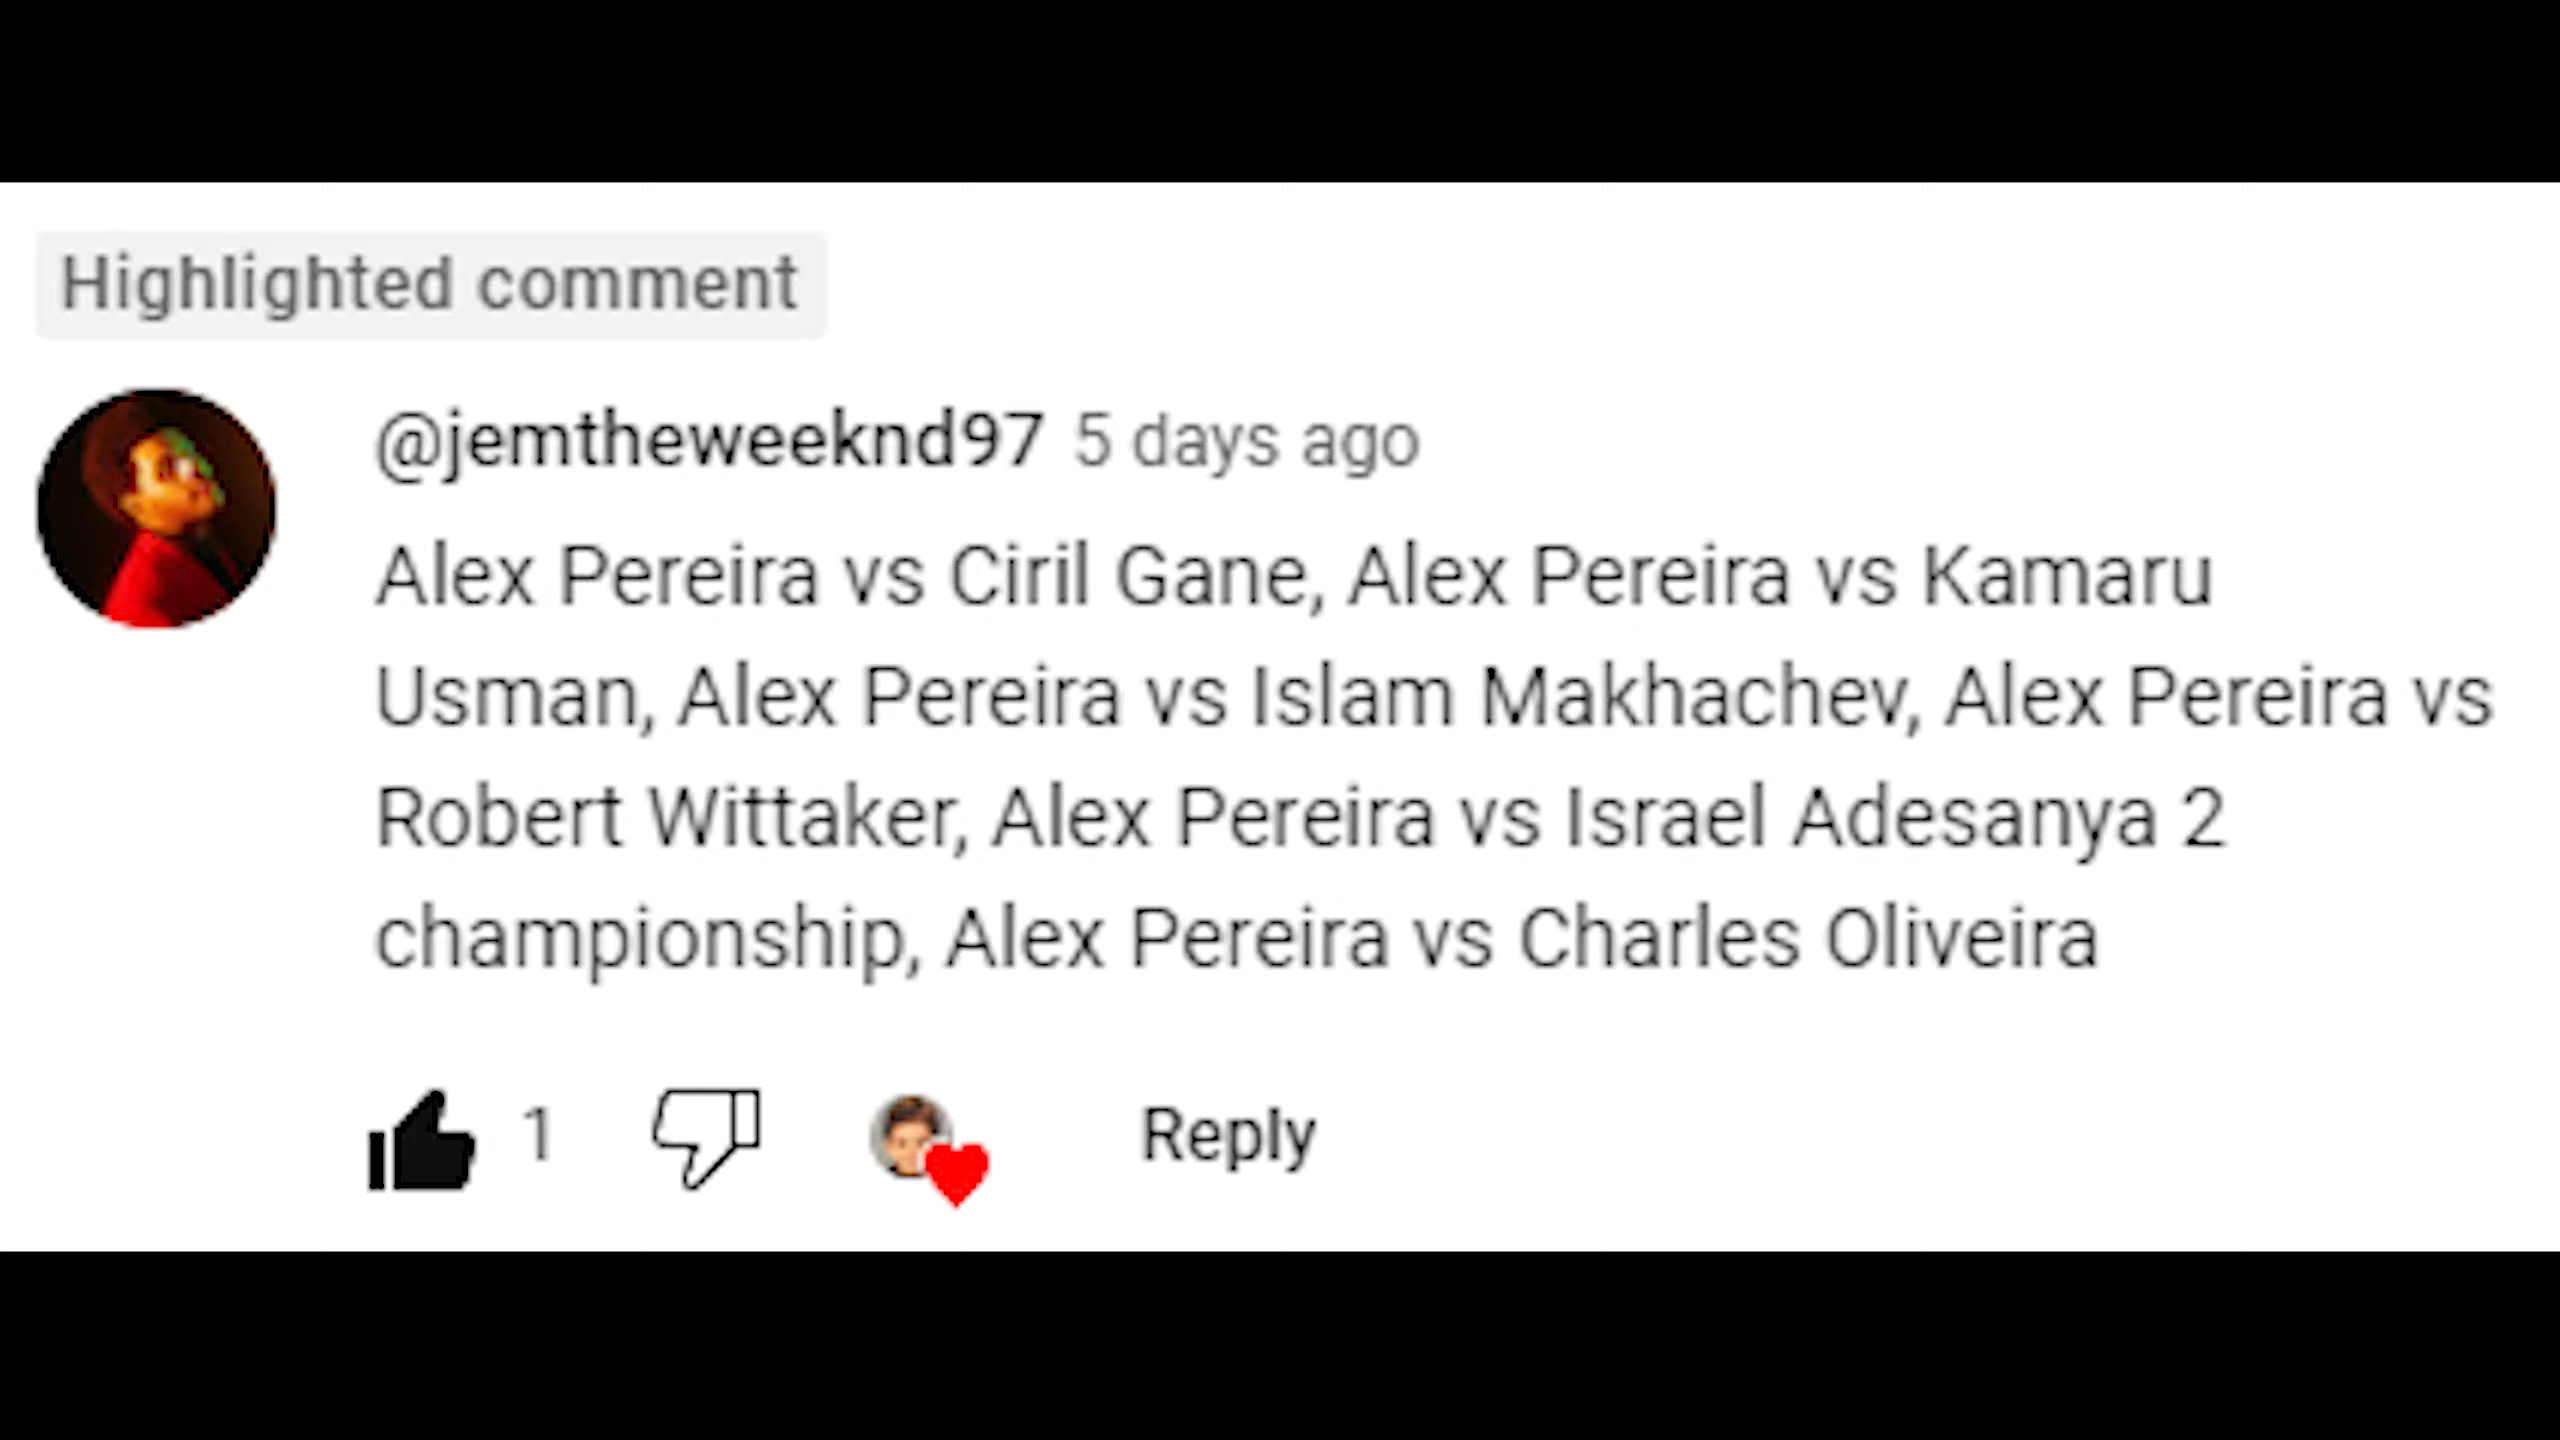 Highlighted comment
@jemtheweeknd97 5 days ago
Alex Pereira vs Ciril Gane, Alex Pereira vs Kamaru
Usman, Alex Pereira vs Islam Makhachev, Alex Pereira vs
Robert Wittaker, Alex Pereira vs Israel Adesanya 2
championship, Alex Pereira vs Charles Oliveira
1 Reply